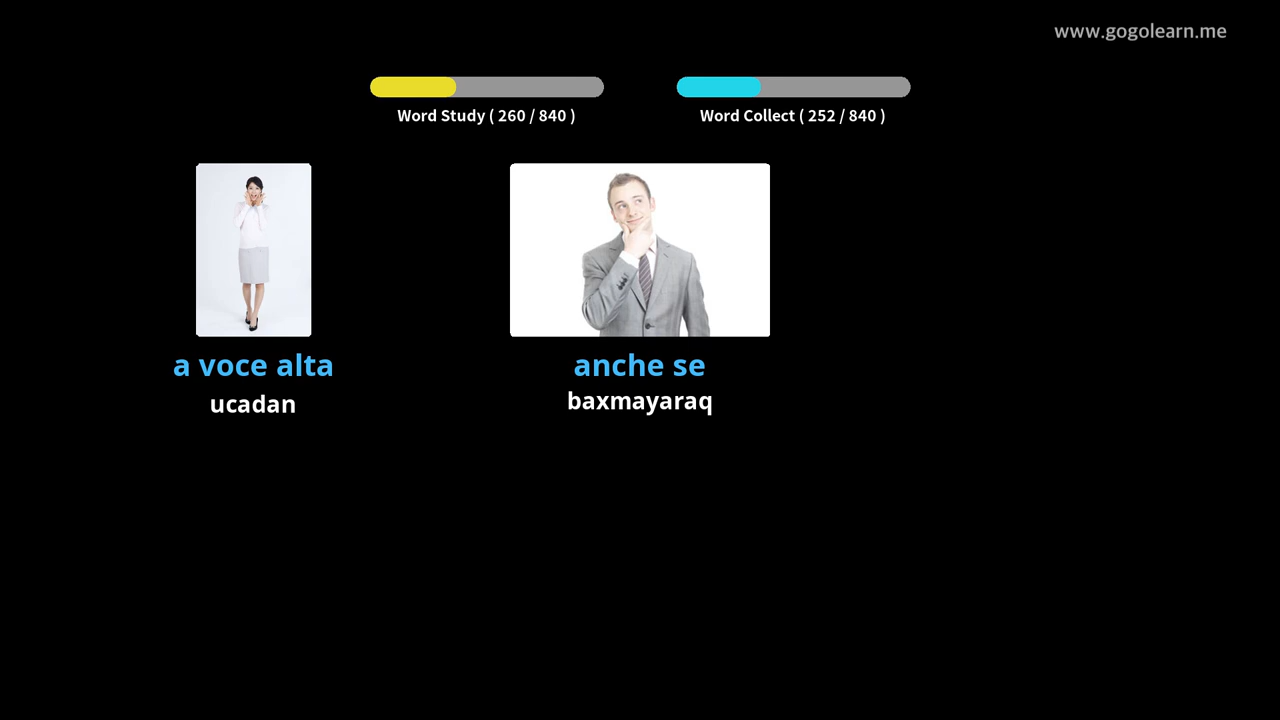 www.gogolearn.me
Word Study ( 260 / 840 )
Word Collect ( 252 / 840 )
a voce alta
ucadan
anche se
baxmayaraq